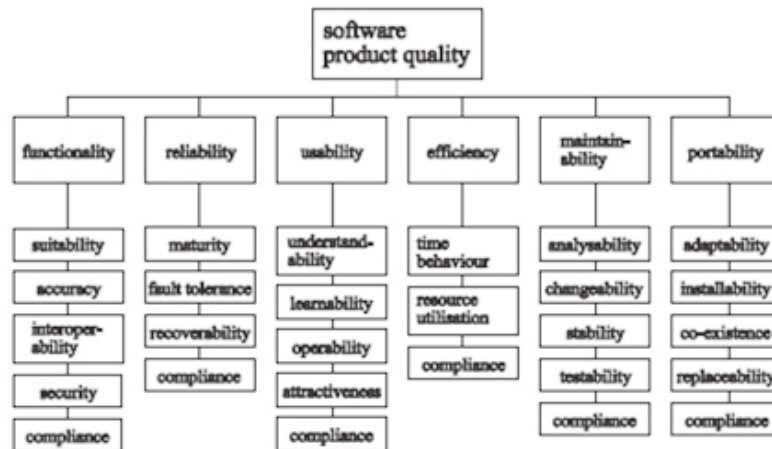 software
product quality
functionality
reliability
usability
efficiency
maintain-
ability
portability
suitability
accuracy
interoper-
ability
security
compliance
maturity
fault tolerance
recoverability
compliance
understand-
ability
learnability
operability
attractiveness
compliance
time
behaviour
resource
utilisation
compliance
analysability
changeability
stability
testability
compliance
adaptability
installability
co-existence
replaceability
compliance